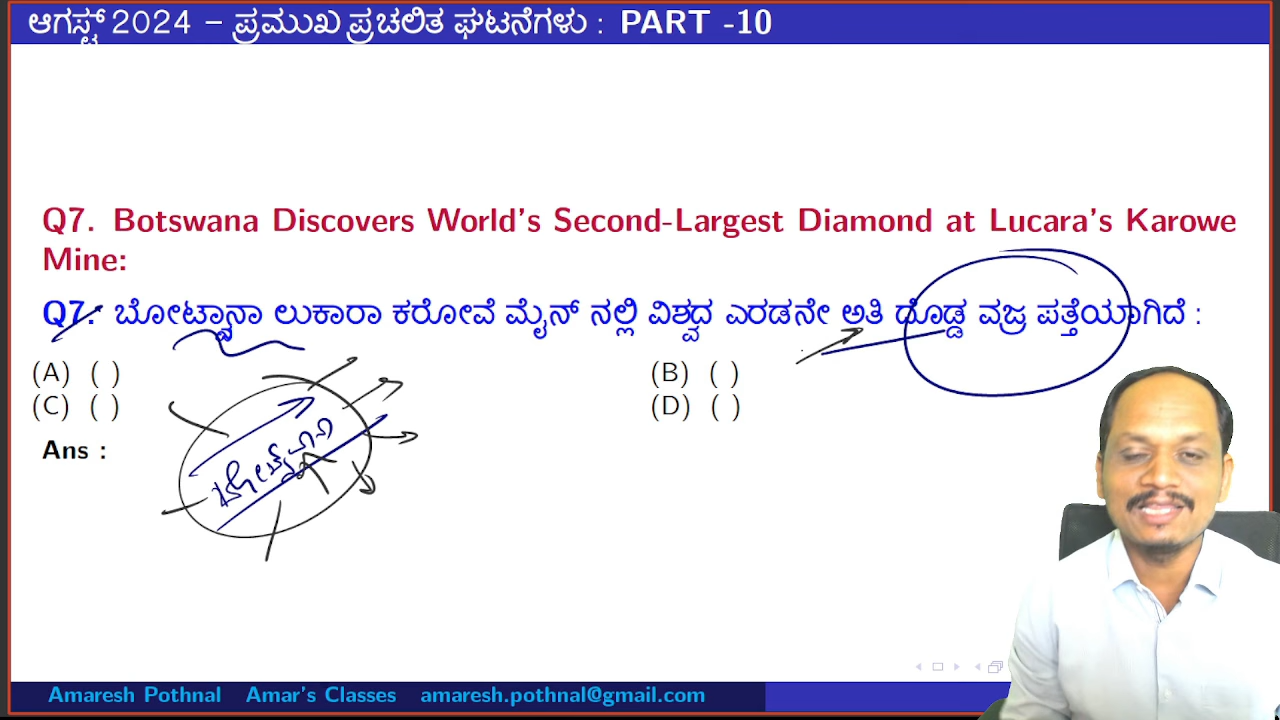 ಆಗಸ್ಟ್ 2024 – ಪ್ರಮುಖ ಪ್ರಚಲಿತ ಘಟನೆಗಳು : PART -10
Q7. Botswana Discovers World's Second-Largest Diamond at Lucara's Karowe
Mine:
Q7. ಬೋಟ್ಸ್ವಾನಾ ಲುಕಾರಾ ಕರೋವೆ ಮೈನ್ ನಲ್ಲಿ ವಿಶ್ವದ ಎರಡನೇ ಅತಿ ದೊಡ್ಡ ವಜ್ರ ಪತ್ತೆಯಾಗಿದೆ :
(A) ( ) (B) ( )
(C) ( ) (D) ( )
Ans :
Amaresh Pothnal Amar's Classes amaresh.pothnal@gmail.com